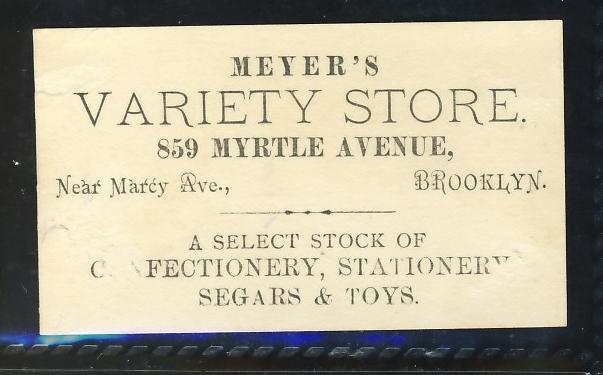 MEYER'S
VARIETY STORE.
859 MYRTLE AVENUE,
Near Marcy Ave., BROOKLYN.
A SELECT STOCK OF
CONFECTIONERY, STATIONERY
SEGARS & TOYS.